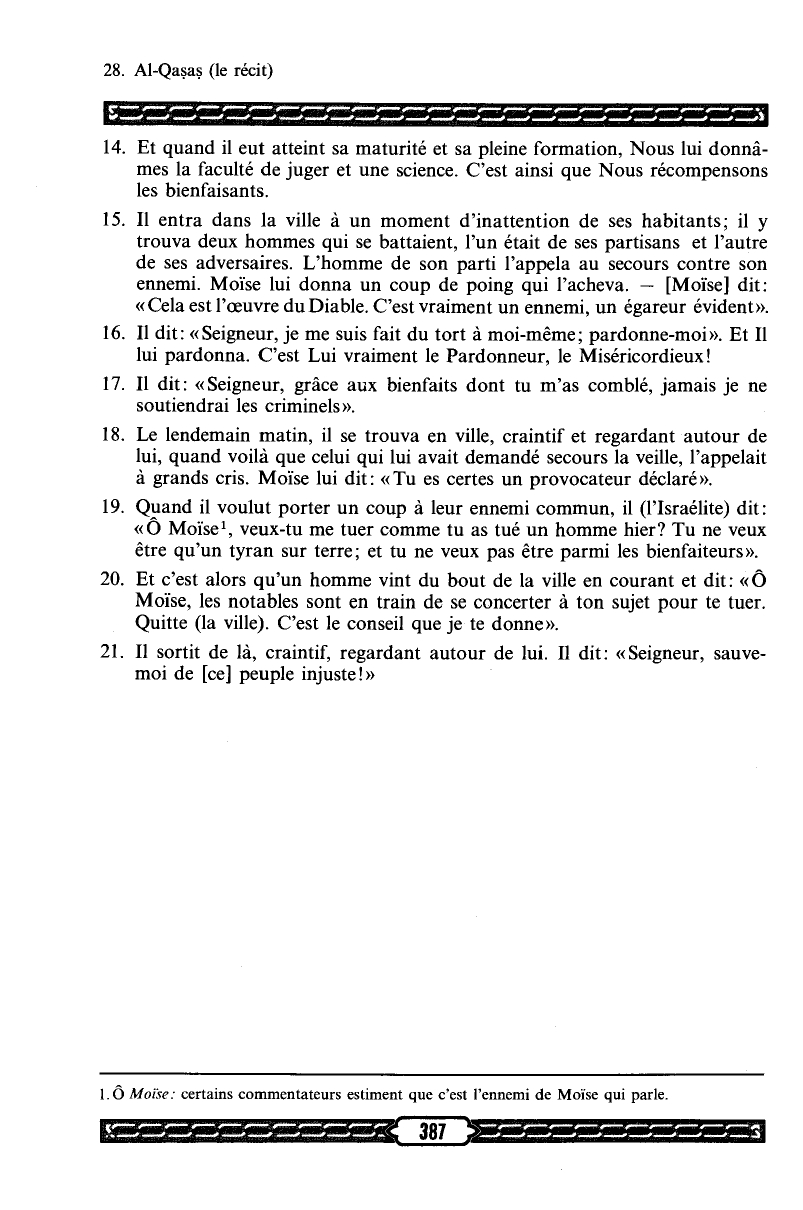 28. Al-Qaṣaṣ (le récit)
14. Et quand il eut atteint sa maturité et sa pleine formation, Nous lui donnâ-
mes la faculté de juger et une science. C’est ainsi que Nous récompensons
les bienfaisants.
15. Il entra dans la ville à un moment d’inattention de ses habitants; il y
trouva deux hommes qui se battaient, l’un était de ses partisans et l’autre
de ses adversaires. L’homme de son parti l’appela au secours contre son
ennemi. Moïse lui donna un coup de poing qui l’acheva. — [Moïse] dit:
«Cela est l’œuvre du Diable. C’est vraiment un ennemi, un égareur évident».
16. Il dit: «Seigneur, je me suis fait du tort à moi-même; pardonne-moi». Et Il
lui pardonna. C’est Lui vraiment le Pardonneur, le Miséricordieux!
17. Il dit: «Seigneur, grâce aux bienfaits dont tu m’as comblé, jamais je ne
soutiendrai les criminels».
18. Le lendemain matin, il se trouva en ville, craintif et regardant autour de
lui, quand voilà que celui qui lui avait demandé secours la veille, l’appelait
à grands cris. Moïse lui dit: «Tu es certes un provocateur déclaré».
19. Quand il voulut porter un coup à leur ennemi commun, il (l’Israélite) dit:
«Ô Moïse¹, veux-tu me tuer comme tu as tué un homme hier? Tu ne veux
être qu’un tyran sur terre; et tu ne veux pas être parmi les bienfaiteurs».
20. Et c’est alors qu’un homme vint du bout de la ville en courant et dit: «Ô
Moïse, les notables sont en train de se concerter à ton sujet pour te tuer.
Quitte (la ville). C’est le conseil que je te donne».
21. Il sortit de là, craintif, regardant autour de lui. Il dit: «Seigneur, sauve-
moi de [ce] peuple injuste!»
1. Ô Moïse: certains commentateurs estiment que c’est l’ennemi de Moïse qui parle.
387